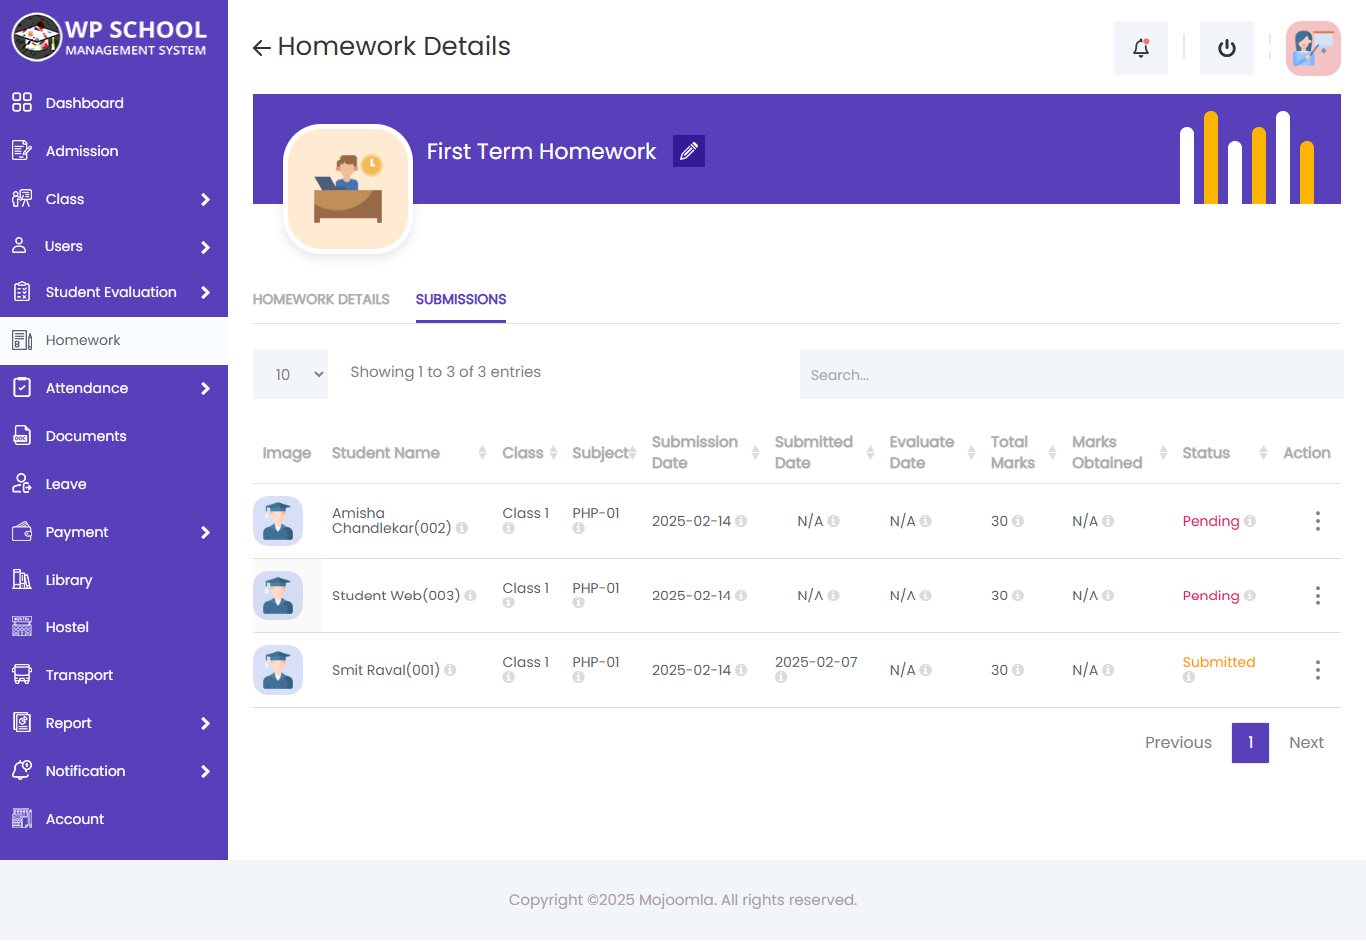 WP SCHOOL
MANAGEMENT SYSTEM
Dashboard
Admission
Class
Users
Student Evaluation
Homework
Attendance
Documents
Leave
Payment
Library
Hostel
Transport
Report
Notification
Account
Homework Details
First Term Homework
HOMEWORK DETAILS SUBMISSIONS
10 Showing 1 to 3 of 3 entries Search...
Image Student Name Class Subject Submission Date Submitted Date Evaluate Date Total Marks Marks Obtained Status Action
Amisha Chandlekar(002) Class 1 PHP-01 2025-02-14 N/A N/A 30 N/A Pending
Student Web(003) Class 1 PHP-01 2025-02-14 N/A N/A 30 N/A Pending
Smit Raval(001) Class 1 PHP-01 2025-02-14 2025-02-07 N/A 30 N/A Submitted
Previous 1 Next
Copyright ©2025 Mojoomla. All rights reserved.